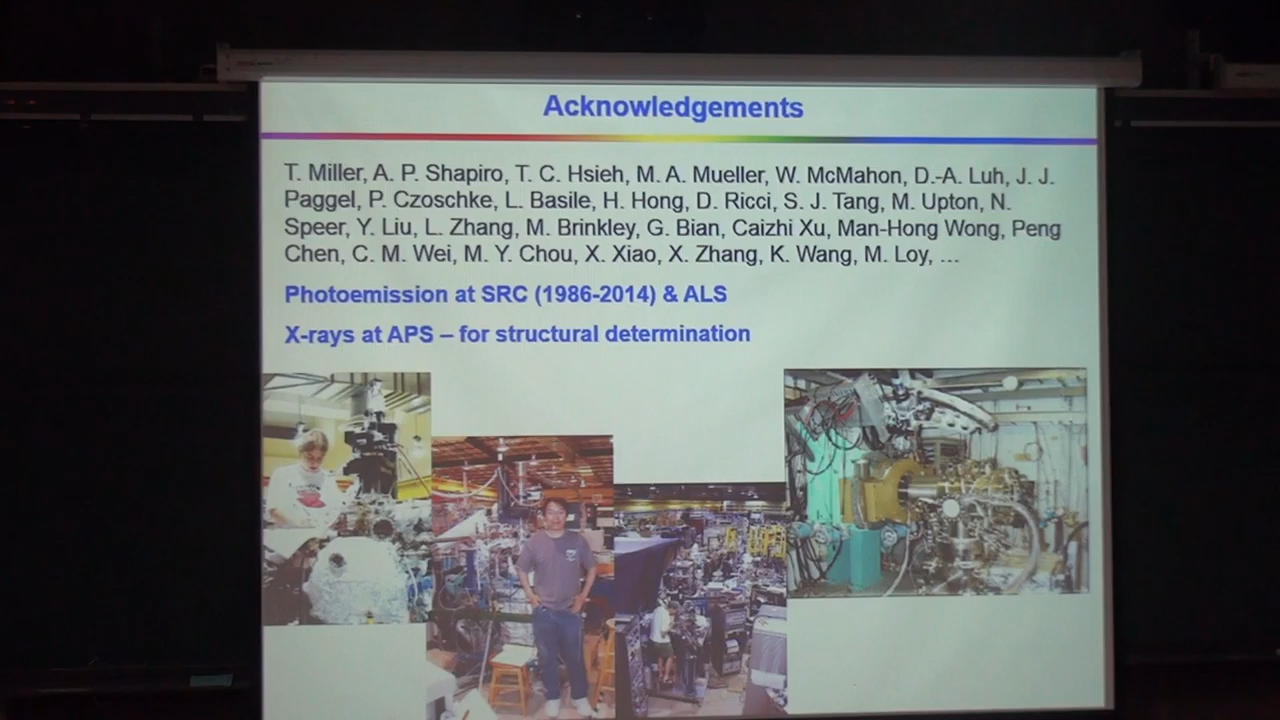 Acknowledgements
T. Miller, A. P. Shapiro, T. C. Hsieh, M. A. Mueller, W. McMahon, D.-A. Luh, J. J.
Paggel, P. Czoschke, L. Basile, H. Hong, D. Ricci, S. J. Tang, M. Upton, N.
Speer, Y. Liu, L. Zhang, M. Brinkley, G. Bian, Caizhi Xu, Man-Hong Wong, Peng
Chen, C. M. Wei, M. Y. Chou, X. Xiao, X. Zhang, K. Wang, M. Loy, ...
Photoemission at SRC (1986-2014) & ALS
X-rays at APS – for structural determination